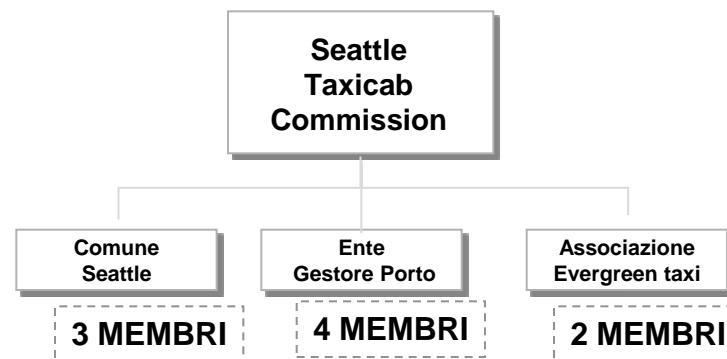 Seattle
Taxicab
Commission
Comune
Seattle
Ente
Gestore Porto
Associazione
Evergreen taxi
3 MEMBRI
4 MEMBRI
2 MEMBRI